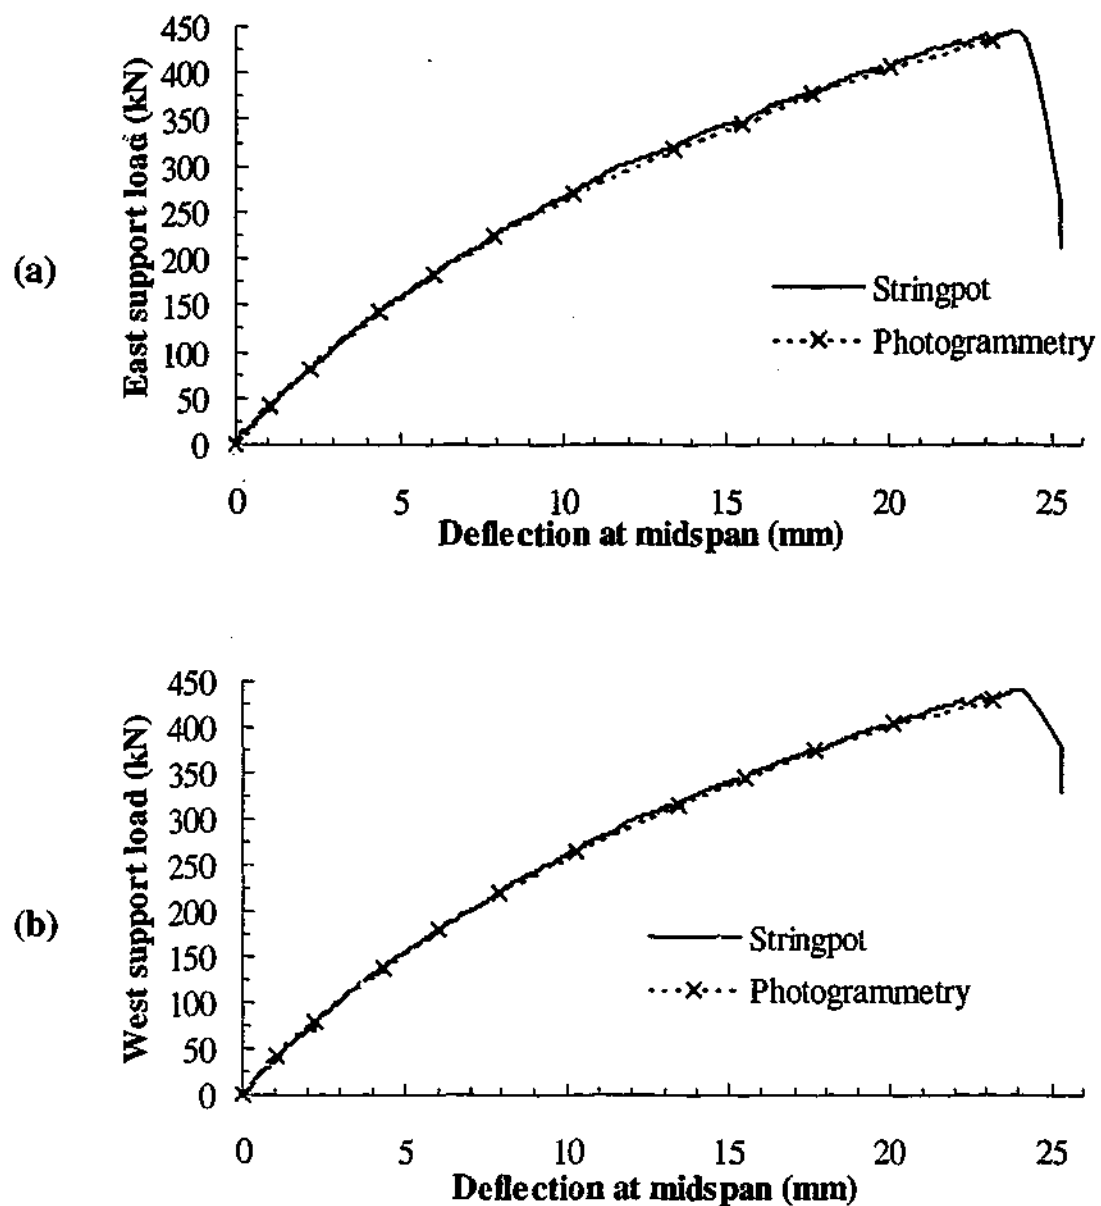 (a)
East support load (kN)
450
400
350
300
250
200
150
100
50
0
Stringpot
Photogrammetry
0 5 10 15 20 25
Deflection at midspan (mm)
(b)
West support load (kN)
450
400
350
300
250
200
150
100
50
0
Stringpot
Photogrammetry
0 5 10 15 20 25
Deflection at midspan (mm)